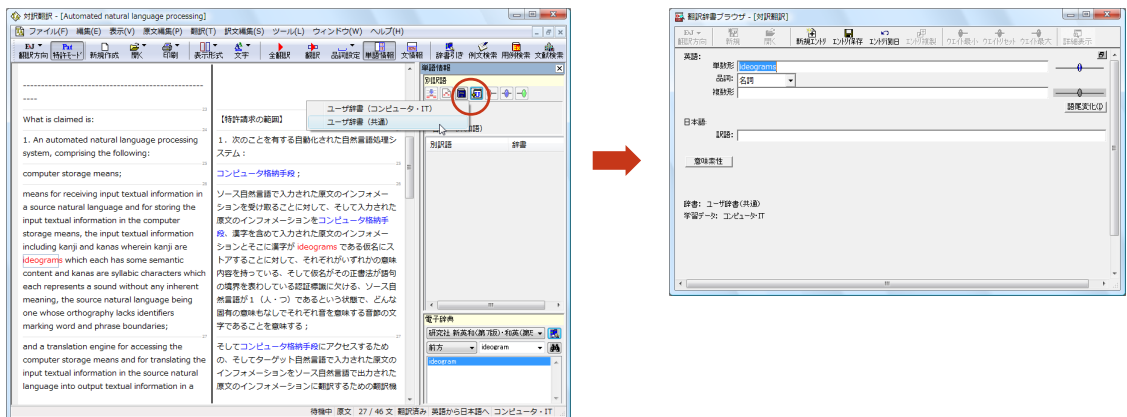 対訳翻訳 - [Automated natural language processing]
ファイル(F) 編集(E) 表示(V) 原文編集(P) 翻訳(T) 訳文編集(S) ツール(L) ウィンドウ(W) ヘルプ(H)
EJ Pat
翻訳方向 特許モード 新規作成 開く 印刷 表示形式 文字 全翻訳 翻訳 品詞設定 単語情報 文情報 辞書引き 例文検索 用例検索 文献検索
------------------------------------------------
----
23
What is claimed is:
1. An automated natural language processing
system, comprising the following:
25
computer storage means;
26
means for receiving input textual information in
a source natural language and for storing the
input textual information in the computer
storage means, the input textual information
including kanji and kanas wherein kanji are
ideograms which each has some semantic
content and kanas are syllabic characters which
each represents a sound without any inherent
meaning, the source natural language being
one whose orthography lacks identifiers
marking word and phrase boundaries;
27
and a translation engine for accessing the
computer storage means and for translating the
input textual information in the source natural
language into output textual information in a
【特許請求の範囲】
1．次のことを有する自動化された自然言語処理シ
ステム：
25
コンピュータ格納手段；
26
ソース自然言語で入力された原文のインフォメー
ションを受け取ることに対して、そして入力された
原文のインフォメーションをコンピュータ格納手
段、漢字を含めて入力された原文のインフォメー
ションとそこに漢字が ideograms である仮名にス
トアすることに対して、それぞれがいずれかの意味
内容を持っている、そして仮名がその正書法が語句
の境界を表わしている認証標識に欠ける、ソース自
然言語が１（人・つ）であるという状態で、どんな
固有の意味もなしでそれぞれ音を意味する音節の文
字であることを意味する；
27
そしてコンピュータ格納手段にアクセスするため
の、そしてターゲット自然言語で入力された原文の
インフォメーションをソース自然言語で出力された
原文のインフォメーションに翻訳するための翻訳機
ユーザ辞書（コンピュータ・IT）
ユーザ辞書（共通）
単語情報
別訳語
別訳語 辞書
電子辞典
研究社 新英和(第7版)・和英(第5
前方 ideogram
ideogram
待機中 原文 27 / 46 文 翻訳済み 英語から日本語へ コンピュータ・IT
翻訳辞書ブラウザ - [対訳翻訳]
EJ
翻訳方向 新規 開く 新規エントリ エントリ保存 エントリ復旧 エントリ複製 ウエイト最小 ウエイトリセット ウエイト最大 詳細表示
英語:
単数形 ideograms
品詞: 名詞
複数形
語尾変化(I)
日本語:
訳語:
意味素性
辞書: ユーザ辞書(共通)
学習データ: コンピュータ・IT